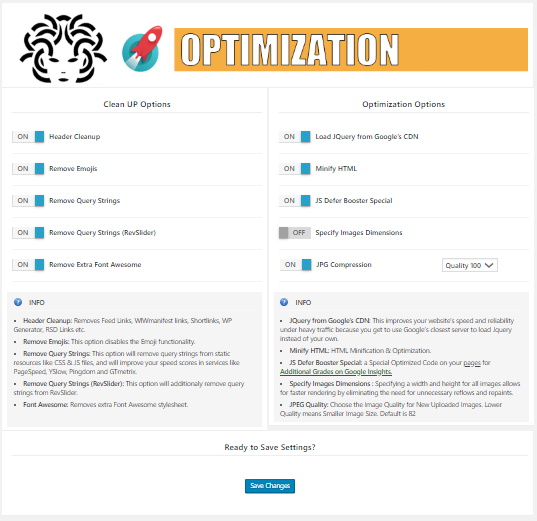 OPTIMIZATION
Clean UP Options
ON Header Cleanup
ON Remove Emojis
ON Remove Query Strings
ON Remove Query Strings (RevSlider)
ON Remove Extra Font Awesome
? INFO
• Header Cleanup: Removes Feed Links, WlWmanifest links, Shortlinks, WP
Generator, RSD Links etc.
• Remove Emojis: This option disables the Emoji functionality.
• Remove Query Strings: This option will remove query strings from static
resources like CSS & JS files, and will improve your speed scores in services like
PageSpeed, YSlow, Pingdom and GTmetrix.
• Remove Query Strings (RevSlider): This option will additionaly remove query
strings from RevSlider.
• Font Awesome: Removes extra Font Awesome stylesheet.
Optimization Options
ON Load JQuery from Google's CDN
ON Minify HTML
ON JS Defer Booster Special
OFF Specify Images Dimensions
ON JPG Compression Quality 100
? INFO
• JQuery from Google's CDN: This improves your website's speed and reliability
under heavy traffic because you get to use Google's closest server to load Jquery
instead of your own.
• Minify HTML: HTML Minification & Optimization.
• JS Defer Booster Special: a Special Optimized Code on your pages for
Additional Grades on Google Insights.
• Specify Images Dimensions : Specifying a width and height for all images allows
for faster rendering by eliminating the need for unnecessary reflows and repaints.
• JPEG Quality: Choose the Image Quality for New Uploaded Images. Lower
Quality means Smaller Image Size. Default is 82
Ready to Save Settings?
Save Changes